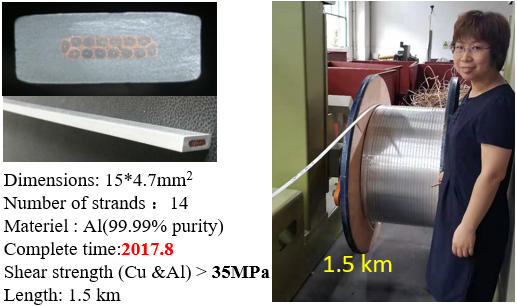 Dimensions: 15*4.7mm²
Number of strands：14
Materiel : Al(99.99% purity)
Complete time:2017.8
Shear strength (Cu &Al) > 35MPa
Length: 1.5 km
1.5 km